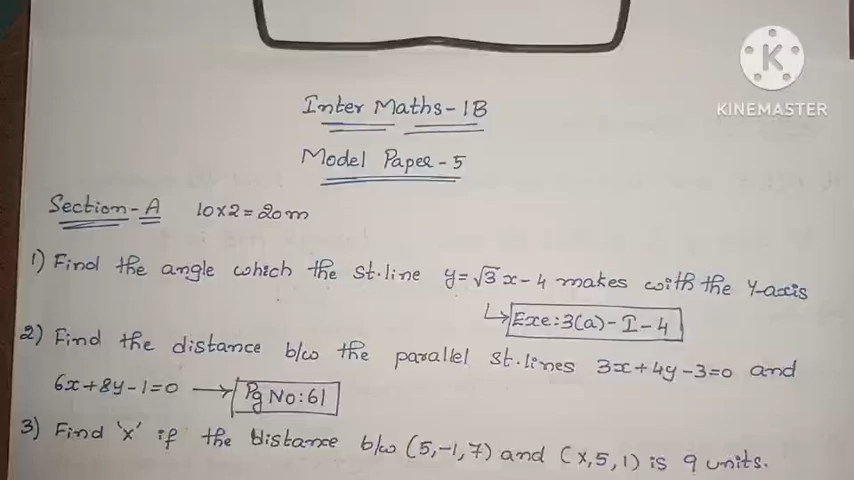 K
KINEMASTER
Inter Maths-1B
Model Paper-5
Section-A 10×2=20m
1) Find the angle which the st.line y=√3x-4 makes with the Y-axis
↳ Exe:3(a)-I-4
2) Find the distance b/w the parallel st.lines 3x+4y-3=0 and
6x+8y-1=0 → Pg No:61
3) Find 'x' if the distance b/w (5,-1,7) and (x,5,1) is 9 units.